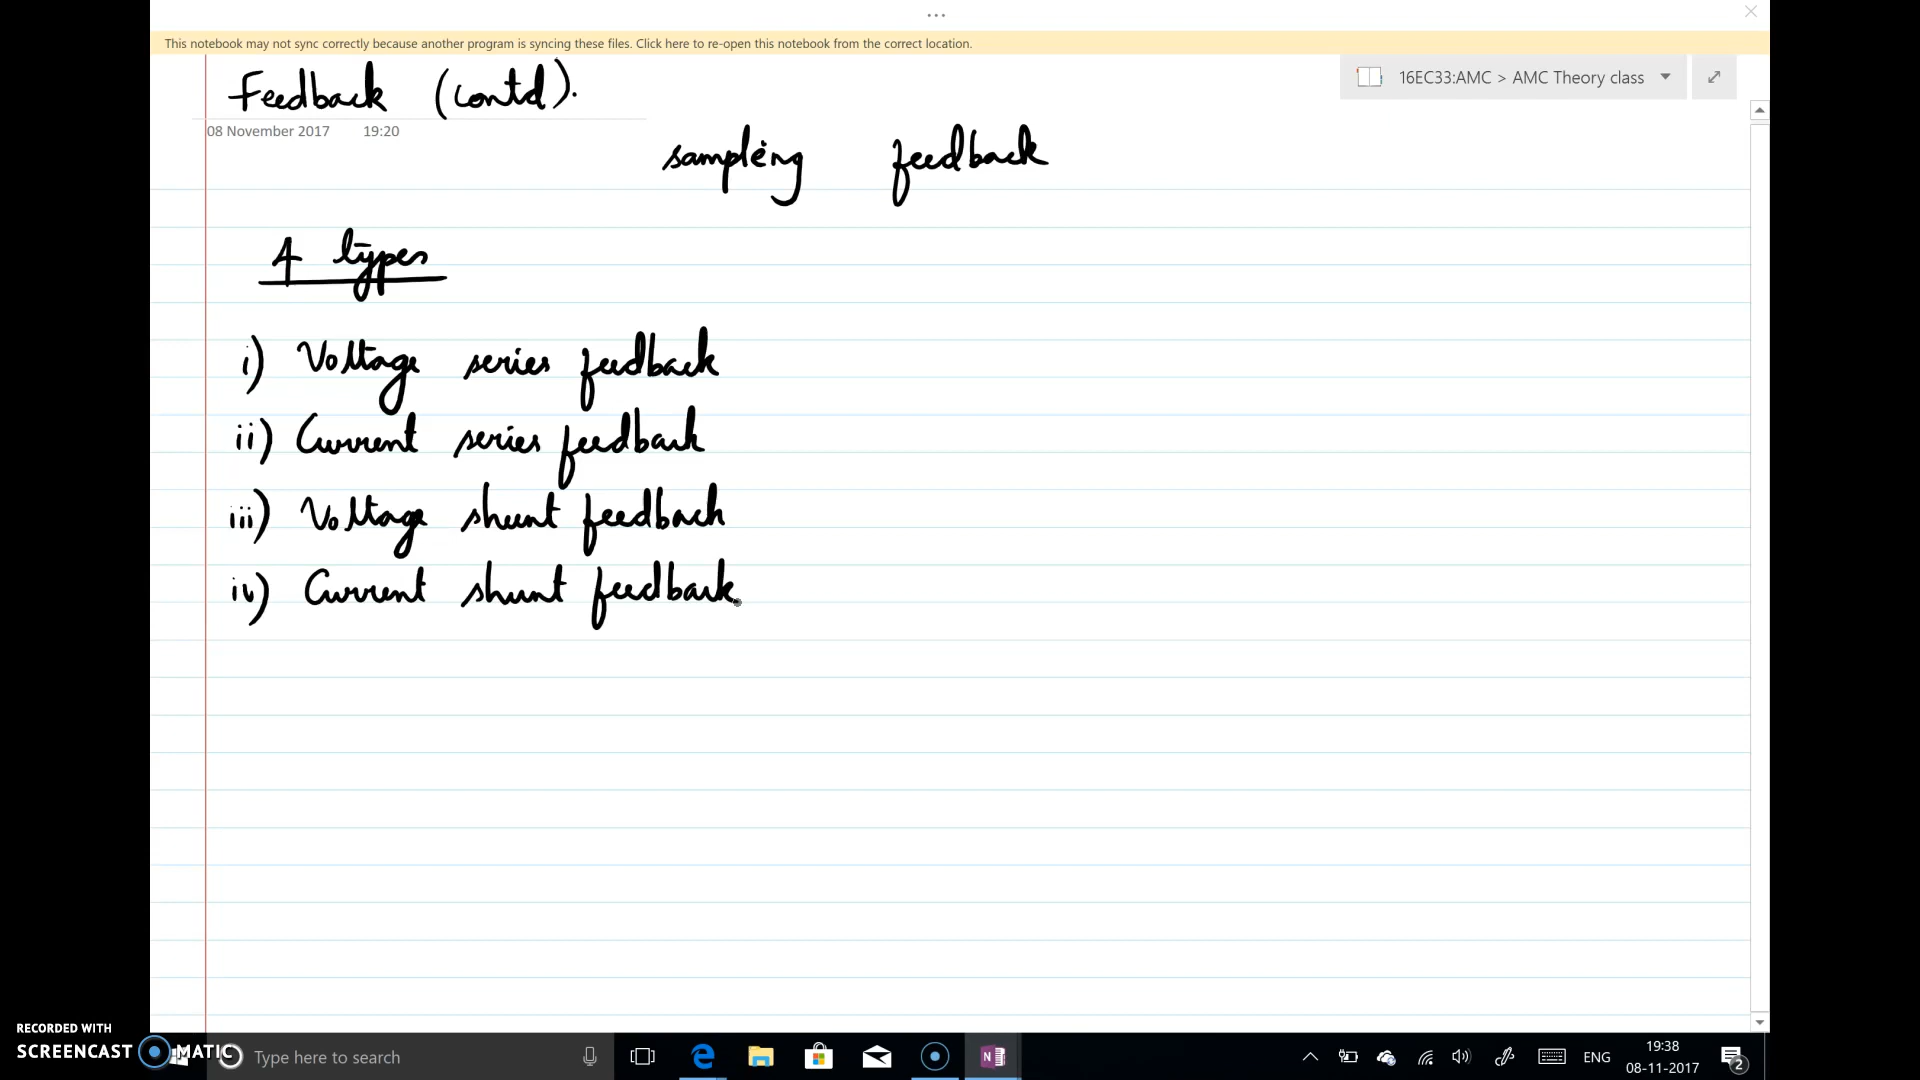 ...
This notebook may not sync correctly because another program is syncing these files. Click here to re-open this notebook from the correct location.
Feedback (contd).
16EC33:AMC > AMC Theory class
08 November 2017 19:20
sampling feedback
4 types
i) Voltage series feedback
ii) Current series feedback
iii) Voltage shunt feedback
iv) Current shunt feedback
RECORDED WITH
SCREENCAST MATIC
Type here to search
N
ENG
19:38
08-11-2017
2